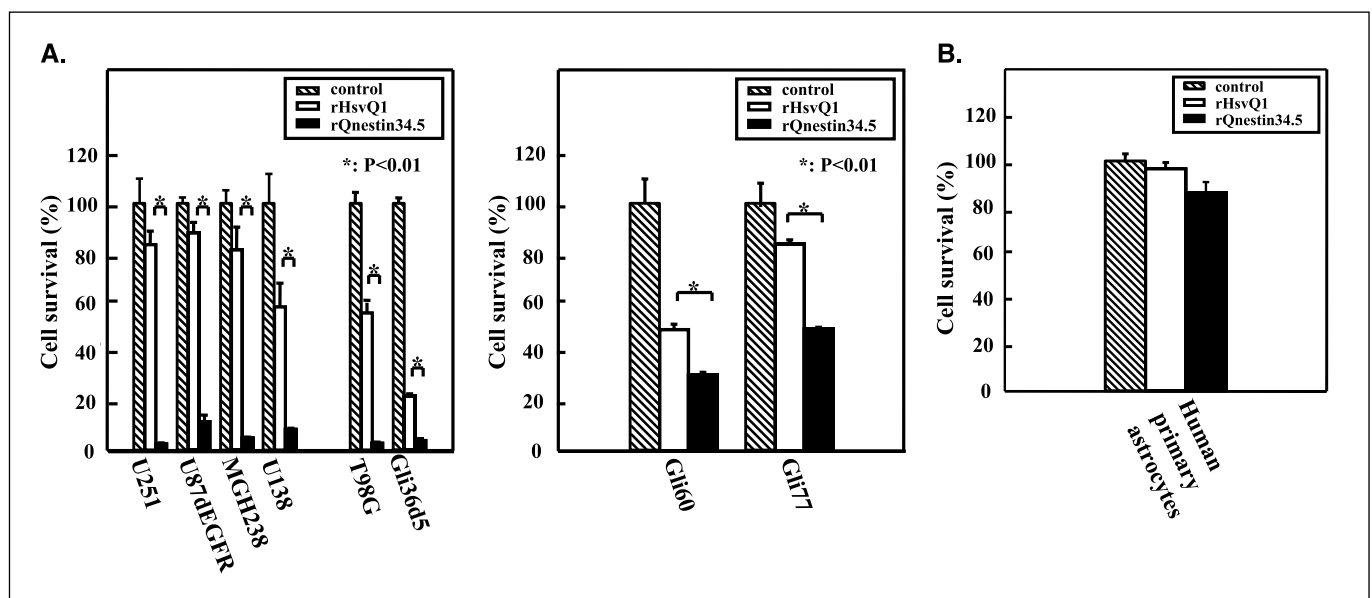 A.
control
rHsvQ1
rQnestin34.5
*: P<0.01
Cell survival (%)
120
100
80
60
40
20
0
*
*
*
*
*
*
U251
U87dEGFR
MGH238
U138
T98G
Gli36d5
control
rHsvQ1
rQnestin34.5
*: P<0.01
Cell survival (%)
120
100
80
60
40
20
0
*
*
Gli60
Gli77
B.
control
rHsvQ1
rQnestin34.5
Cell survival (%)
120
100
80
60
40
20
0
Human
primary
astrocytes